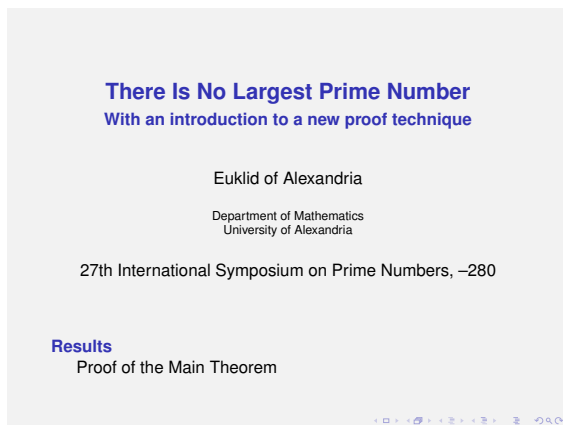 There Is No Largest Prime Number
With an introduction to a new proof technique
Euklid of Alexandria
Department of Mathematics
University of Alexandria
27th International Symposium on Prime Numbers, –280
Results
Proof of the Main Theorem